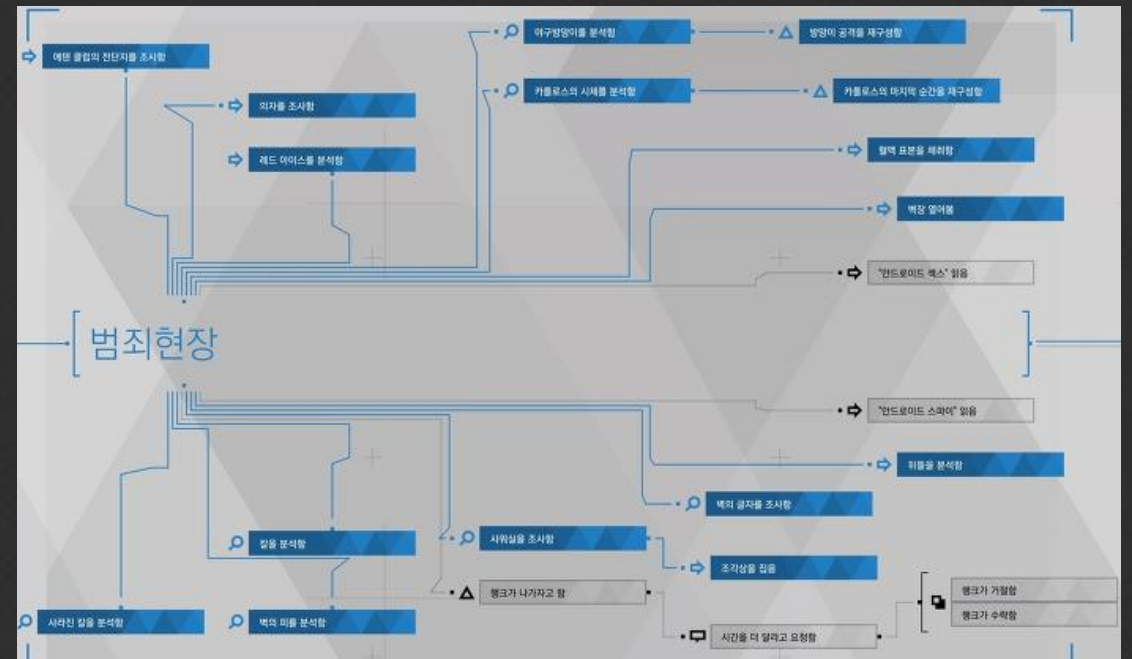 에덴 클럽의 전단지를 조사함
야구방망이를 분석함
방망이 공격을 재구성함
의자를 조사함
카를로스의 시체를 분석함
카를로스의 마지막 순간을 재구성함
레드 아이스를 분석함
혈액 표본을 채취함
벽장 열어봄
"안드로이드 섹스" 읽음
범죄현장
"안드로이드 스파이" 읽음
뒤뜰을 분석함
벽의 글자를 조사함
칼을 분석함
샤워실을 조사함
조각상을 집음
행크가 나가자고 함
행크가 거절함
행크가 수락함
사라진 칼을 분석함
벽의 피를 분석함
시간을 더 달라고 요청함